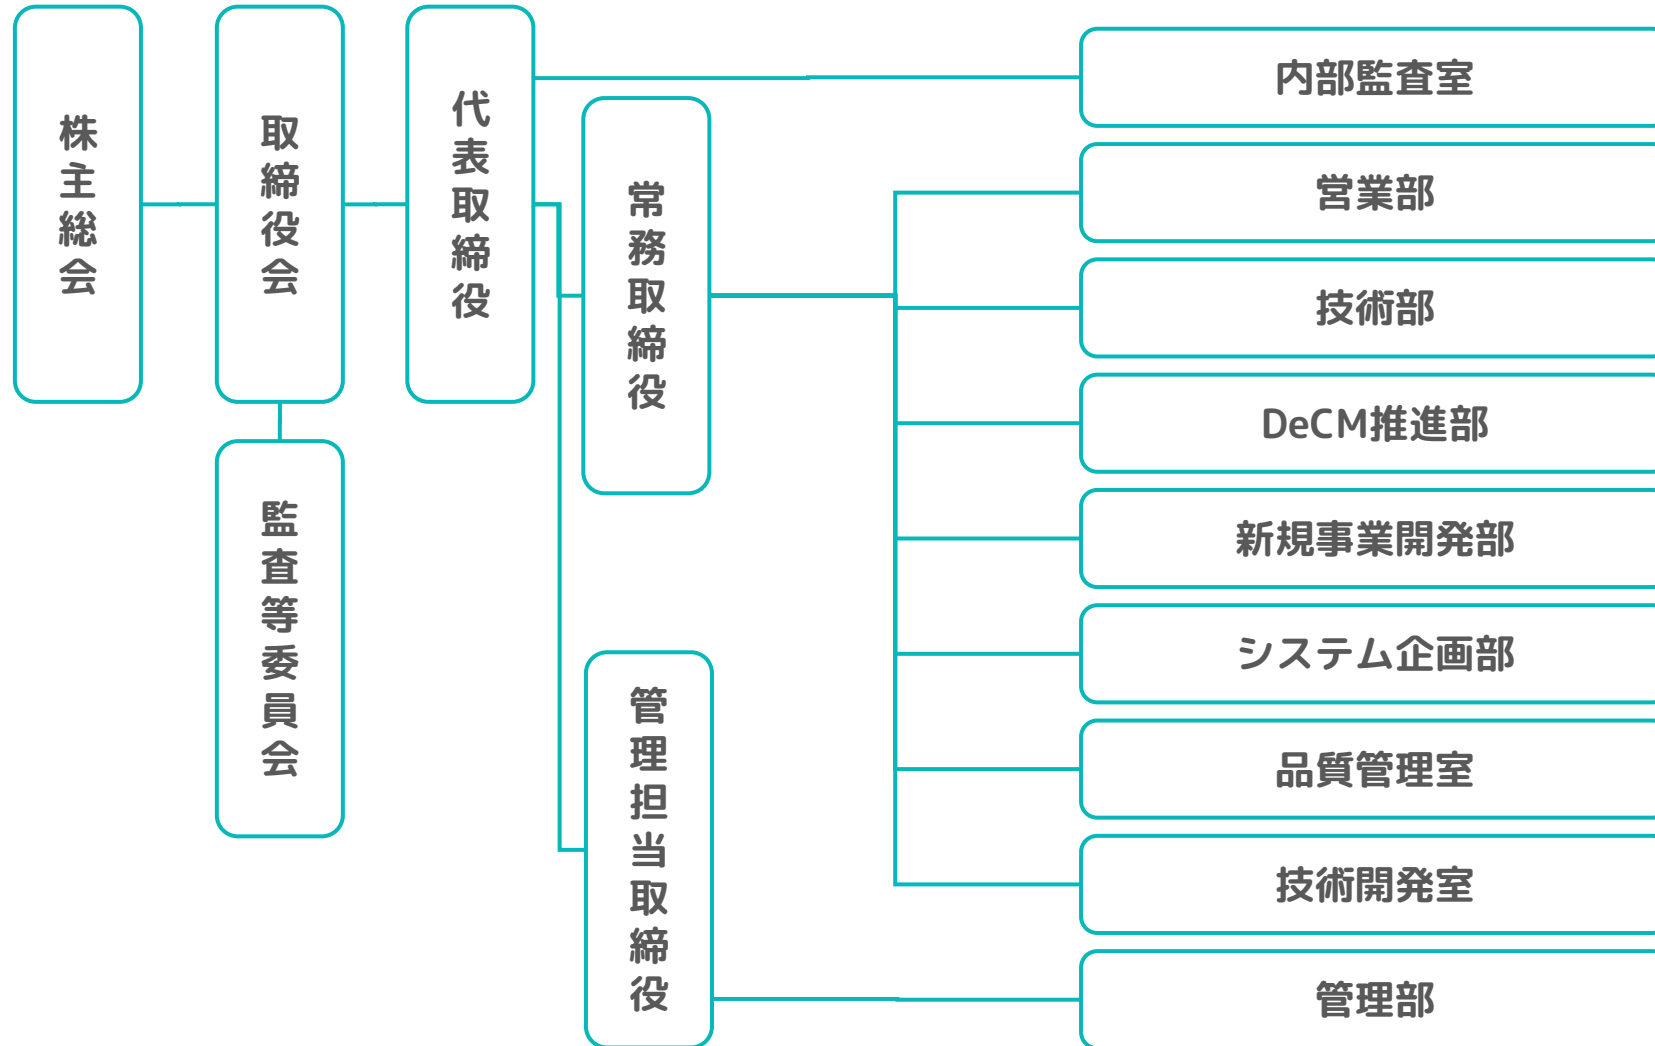 株主総会
取締役会
監査等委員会
代表取締役
常務取締役
管理担当取締役
内部監査室
営業部
技術部
DeCM推進部
新規事業開発部
システム企画部
品質管理室
技術開発室
管理部